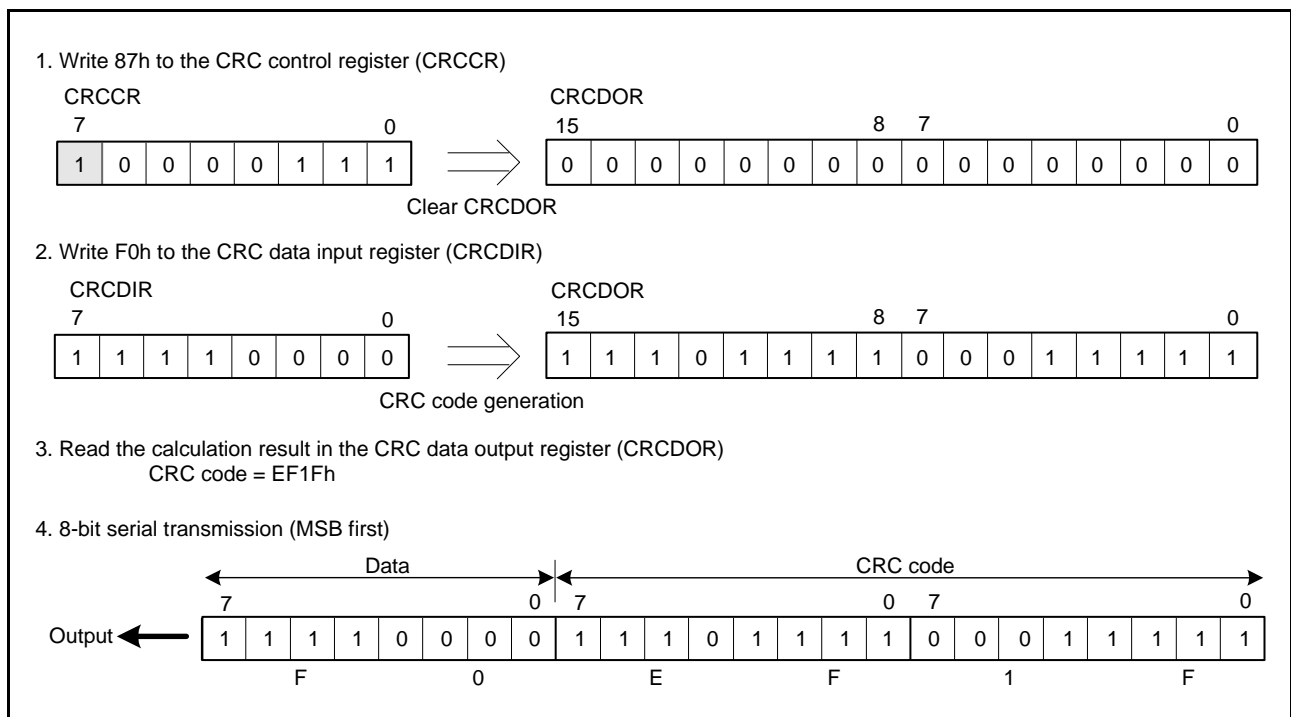 1. Write 87h to the CRC control register (CRCCR)
CRCCR CRCDOR
7 0 15 8 7 0
1 0 0 0 0 1 1 1 0 0 0 0 0 0 0 0 0 0 0 0 0 0 0 0
Clear CRCDOR
2. Write F0h to the CRC data input register (CRCDIR)
CRCDIR CRCDOR
7 0 15 8 7 0
1 1 1 1 0 0 0 0 1 1 1 0 1 1 1 1 0 0 0 1 1 1 1 1
CRC code generation
3. Read the calculation result in the CRC data output register (CRCDOR)
CRC code = EF1Fh
4. 8-bit serial transmission (MSB first)
Data CRC code
7 0 7 0 7 0
Output 1 1 1 1 0 0 0 0 1 1 1 0 1 1 1 1 0 0 0 1 1 1 1 1
F 0 E F 1 F